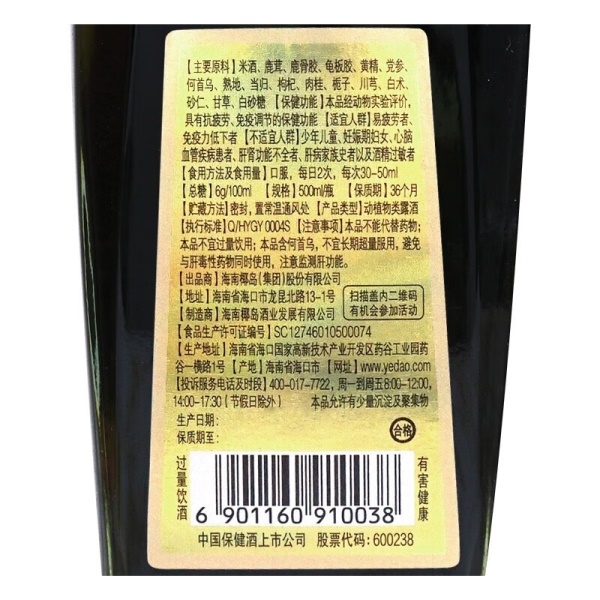 【主要原料】米酒、鹿茸、鹿骨胶、龟板胶、黄精、党参、
何首乌、熟地、当归、枸杞、肉桂、栀子、川芎、白术、
砂仁、甘草、白砂糖【保健功能】本品经动物实验评价,
具有抗疲劳、免疫调节的保健功能【适宜人群】易疲劳者、
免疫力低下者【不适宜人群】少年儿童、妊娠期妇女、心脑
血管疾病患者、肝肾功能不全者、肝病家族史者以及酒精过敏者
【食用方法及食用量】口服,每日2次,每次30-50ml
【总糖】6g/100ml【规格】500ml/瓶【保质期】36个月
【贮藏方法】密封,置常温通风处【产品类型】动植物类露酒
【执行标准】Q/HYGY 0004S【注意事项】本品不能代替药物;
本品不宜过量饮用;本品含何首乌,不宜长期超量服用,避免
与肝毒性药物同时使用,注意监测肝功能。
【出品商】海南椰岛(集团)股份有限公司
【地址】海南省海口市龙昆北路13-1号
【制造商】海南椰岛酒业发展有限公司
扫描盖内二维码
有机会参加活动
【食品生产许可证编号】SC12746010500074
【生产地址】海南省海口国家高新技术产业开发区药谷工业园药
谷一横路1号【产地】海南省海口市【网址】www.yedao.com
【投诉服务电话及时段】400-017-7722,周一到周五8:00-12:00,
14:00-17:30(节假日除外) 本品允许有少量沉淀及聚集物
生产日期:
保质期至:
合格
过量饮酒
有害健康
6 901160 910038
中国保健酒上市公司 股票代码:600238